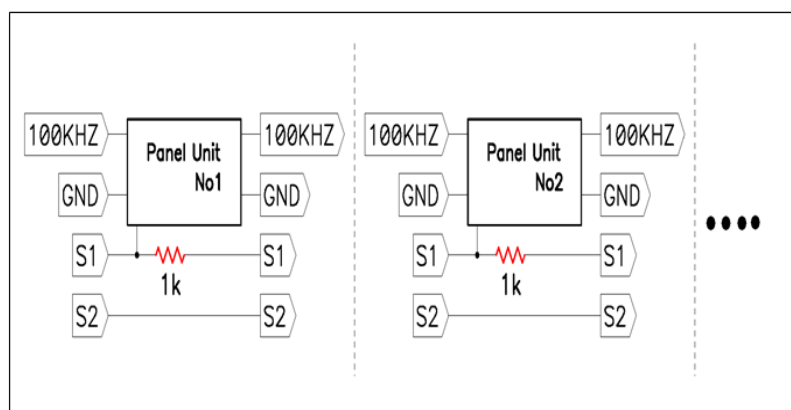 100KHZ Panel Unit No1 100KHZ
GND GND
S1 1k S1
S2 S2
100KHZ Panel Unit No2 100KHZ
GND GND
S1 1k S1
S2 S2